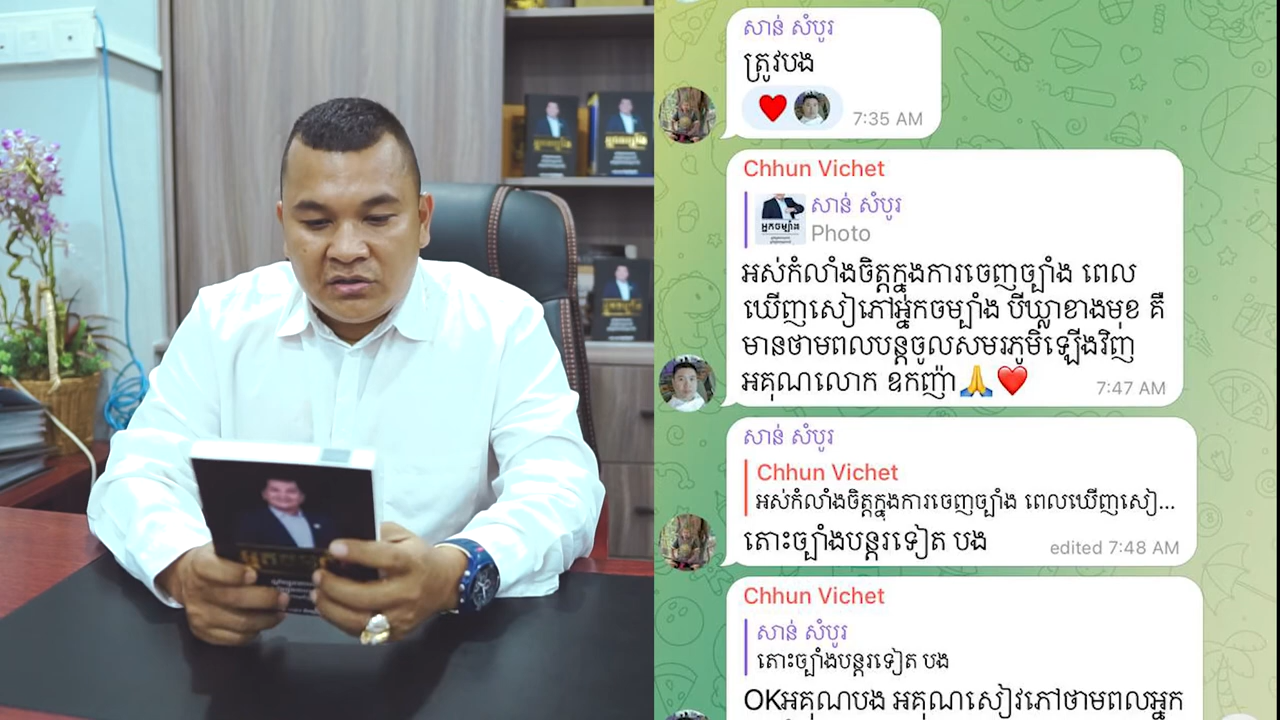 សាន់ សំបូរ
ត្រូវបង
7:35 AM
Chhun Vichet
សាន់ សំបូរ
អ្នកចម្បាំង
Photo
អស់កំលាំងចិត្តក្នុងការចេញច្បាំង ពេល
ឃើញសៀភៅអ្នកចម្បាំង បីឃ្លាខាងមុខ គឺ
មានថាមពលបន្តចូលសមរភូមិឡើងវិញ
អគុណលោក ឧកញ៉ា🙏❤️
7:47 AM
សាន់ សំបូរ
Chhun Vichet
អស់កំលាំងចិត្តក្នុងការចេញច្បាំង ពេលឃើញសៀ...
តោះច្បាំងបន្តរទៀត បង
edited 7:48 AM
Chhun Vichet
សាន់ សំបូរ
តោះច្បាំងបន្តរទៀត បង
OKអគុណបង អគុណសៀវភៅថាមពលអ្នក